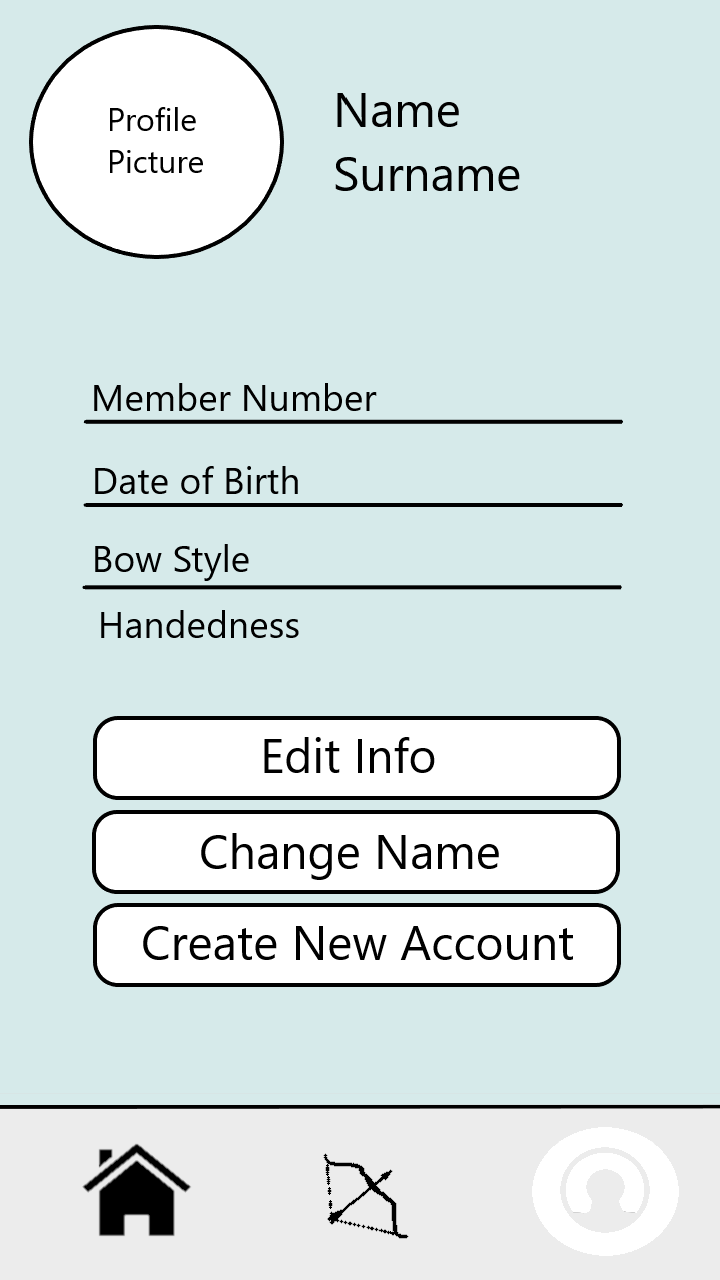 Profile
Picture
Name
Surname
Member Number
Date of Birth
Bow Style
Handedness
Edit Info
Change Name
Create New Account